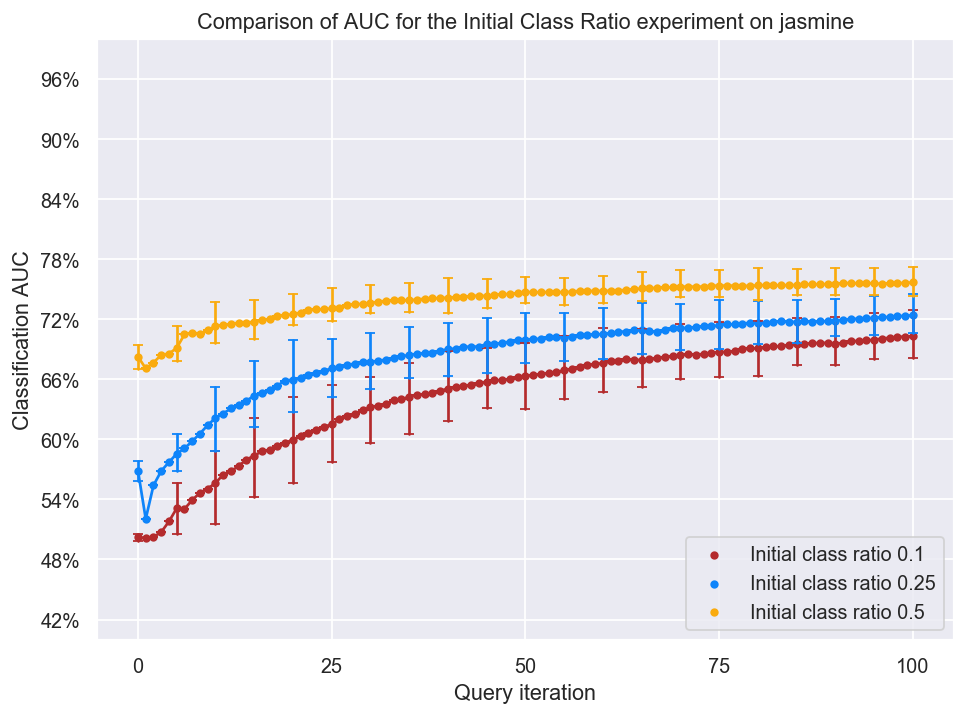 Comparison of AUC for the Initial Class Ratio experiment on jasmine
96%
90%
84%
78%
72%
66%
60%
54%
48%
42%
Classification AUC
Initial class ratio 0.1
Initial class ratio 0.25
Initial class ratio 0.5
0
25
50
75
100
Query iteration